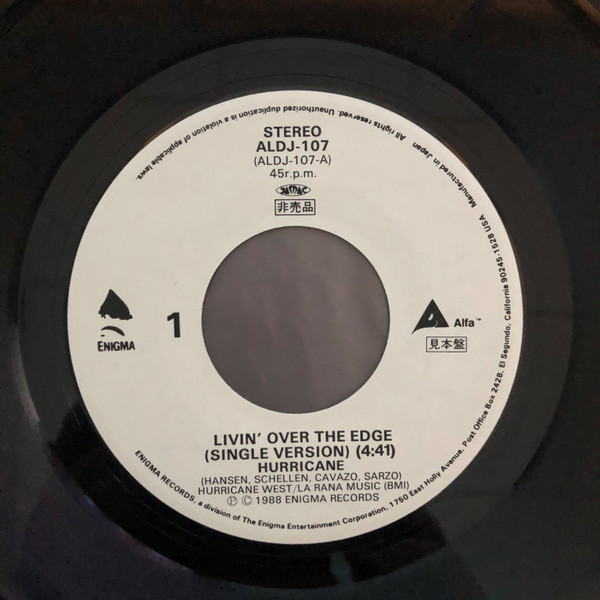 STEREO
ALDJ-107
(ALDJ-107-A)
45r.p.m.
JASRAC
非売品
ENIGMA
1
Alfa™
見本盤
LIVIN' OVER THE EDGE
(SINGLE VERSION) (4:41)
HURRICANE
(HANSEN, SCHELLEN, CAVAZO, SARZO)
HURRICANE WEST/LA RANA MUSIC (BMI)
Ⓟ © 1988 ENIGMA RECORDS
ENIGMA RECORDS, a division of The Enigma Entertainment Corporation, 1750 East Holly Avenue, Post Office Box 2428, El Segundo, California 90245-1528 USA Manufactured in Japan All rights reserved. Unauthorized duplication is a violation of applicable laws.